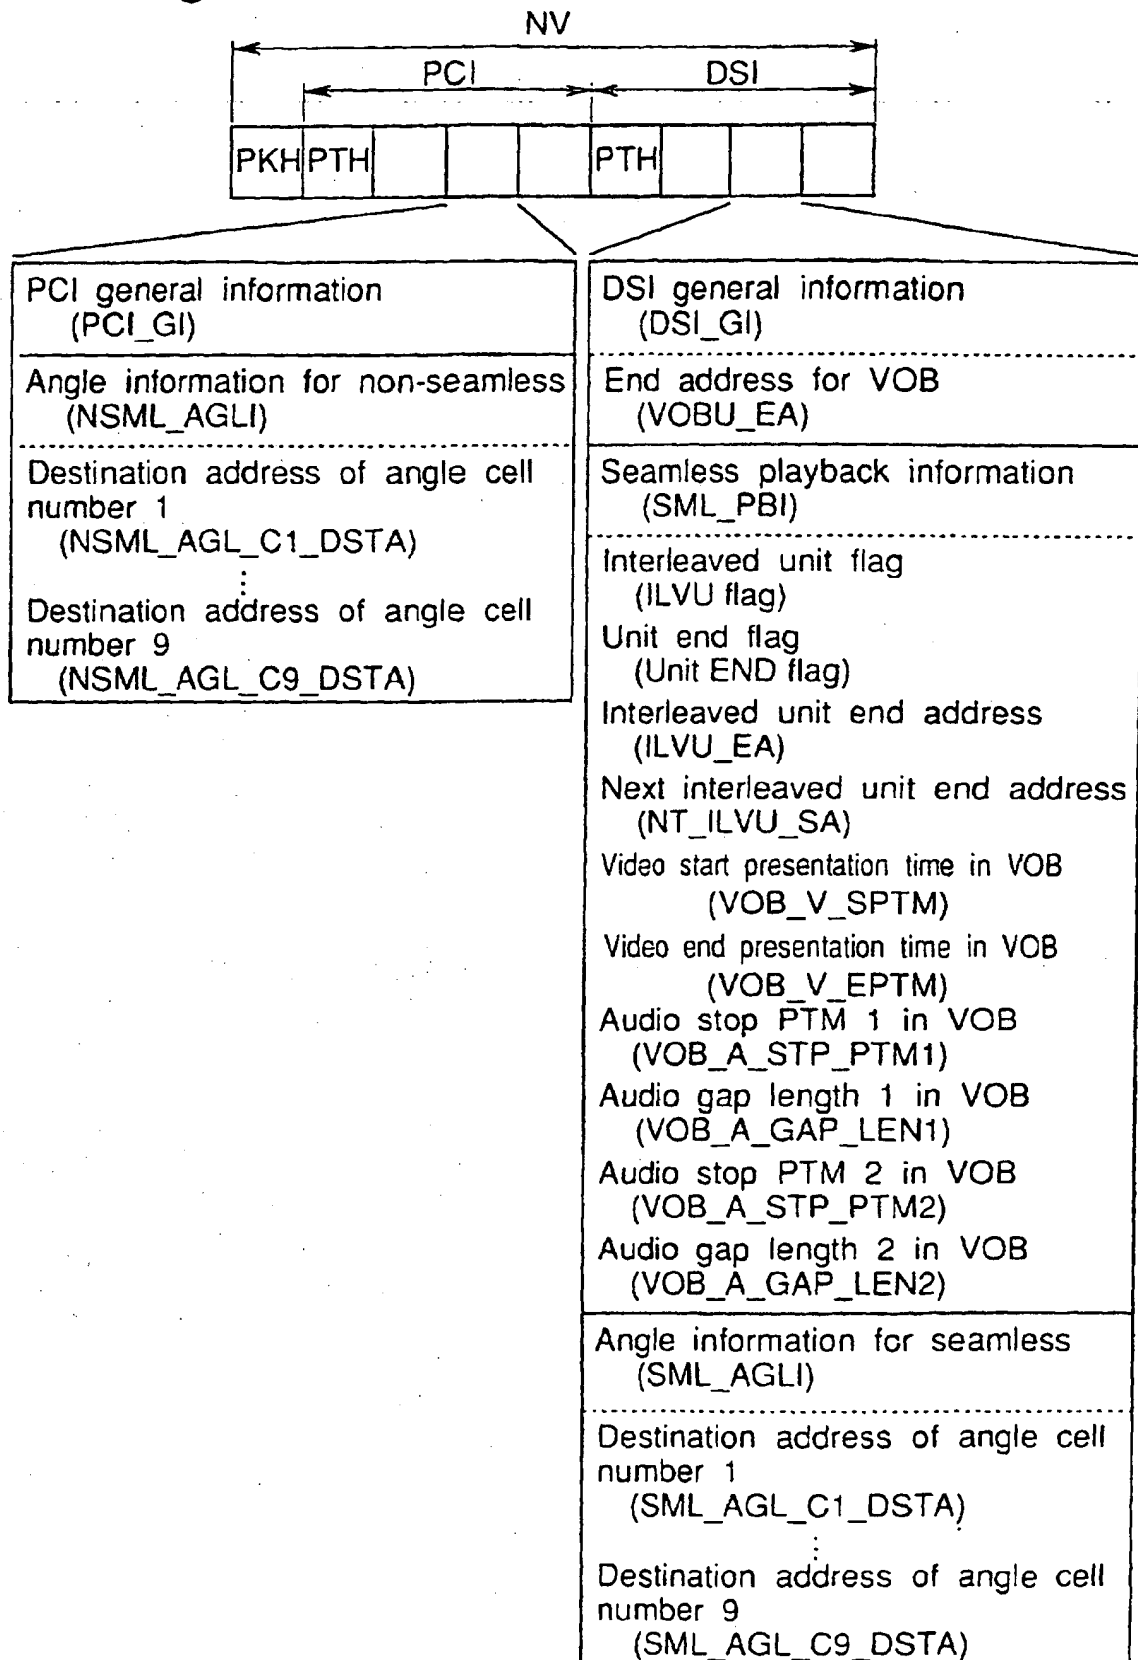 NV
PCI DSI
PKH PTH PTH
PCI general information
(PCI_GI)
Angle information for non-seamless
(NSML_AGLI)
Destination address of angle cell
number 1
(NSML_AGL_C1_DSTA)
⋮
Destination address of angle cell
number 9
(NSML_AGL_C9_DSTA)
DSI general information
(DSI_GI)
End address for VOB
(VOBU_EA)
Seamless playback information
(SML_PBI)
Interleaved unit flag
(ILVU flag)
Unit end flag
(Unit END flag)
Interleaved unit end address
(ILVU_EA)
Next interleaved unit end address
(NT_ILVU_SA)
Video start presentation time in VOB
(VOB_V_SPTM)
Video end presentation time in VOB
(VOB_V_EPTM)
Audio stop PTM 1 in VOB
(VOB_A_STP_PTM1)
Audio gap length 1 in VOB
(VOB_A_GAP_LEN1)
Audio stop PTM 2 in VOB
(VOB_A_STP_PTM2)
Audio gap length 2 in VOB
(VOB_A_GAP_LEN2)
Angle information for seamless
(SML_AGLI)
Destination address of angle cell
number 1
(SML_AGL_C1_DSTA)
⋮
Destination address of angle cell
number 9
(SML_AGL_C9_DSTA)